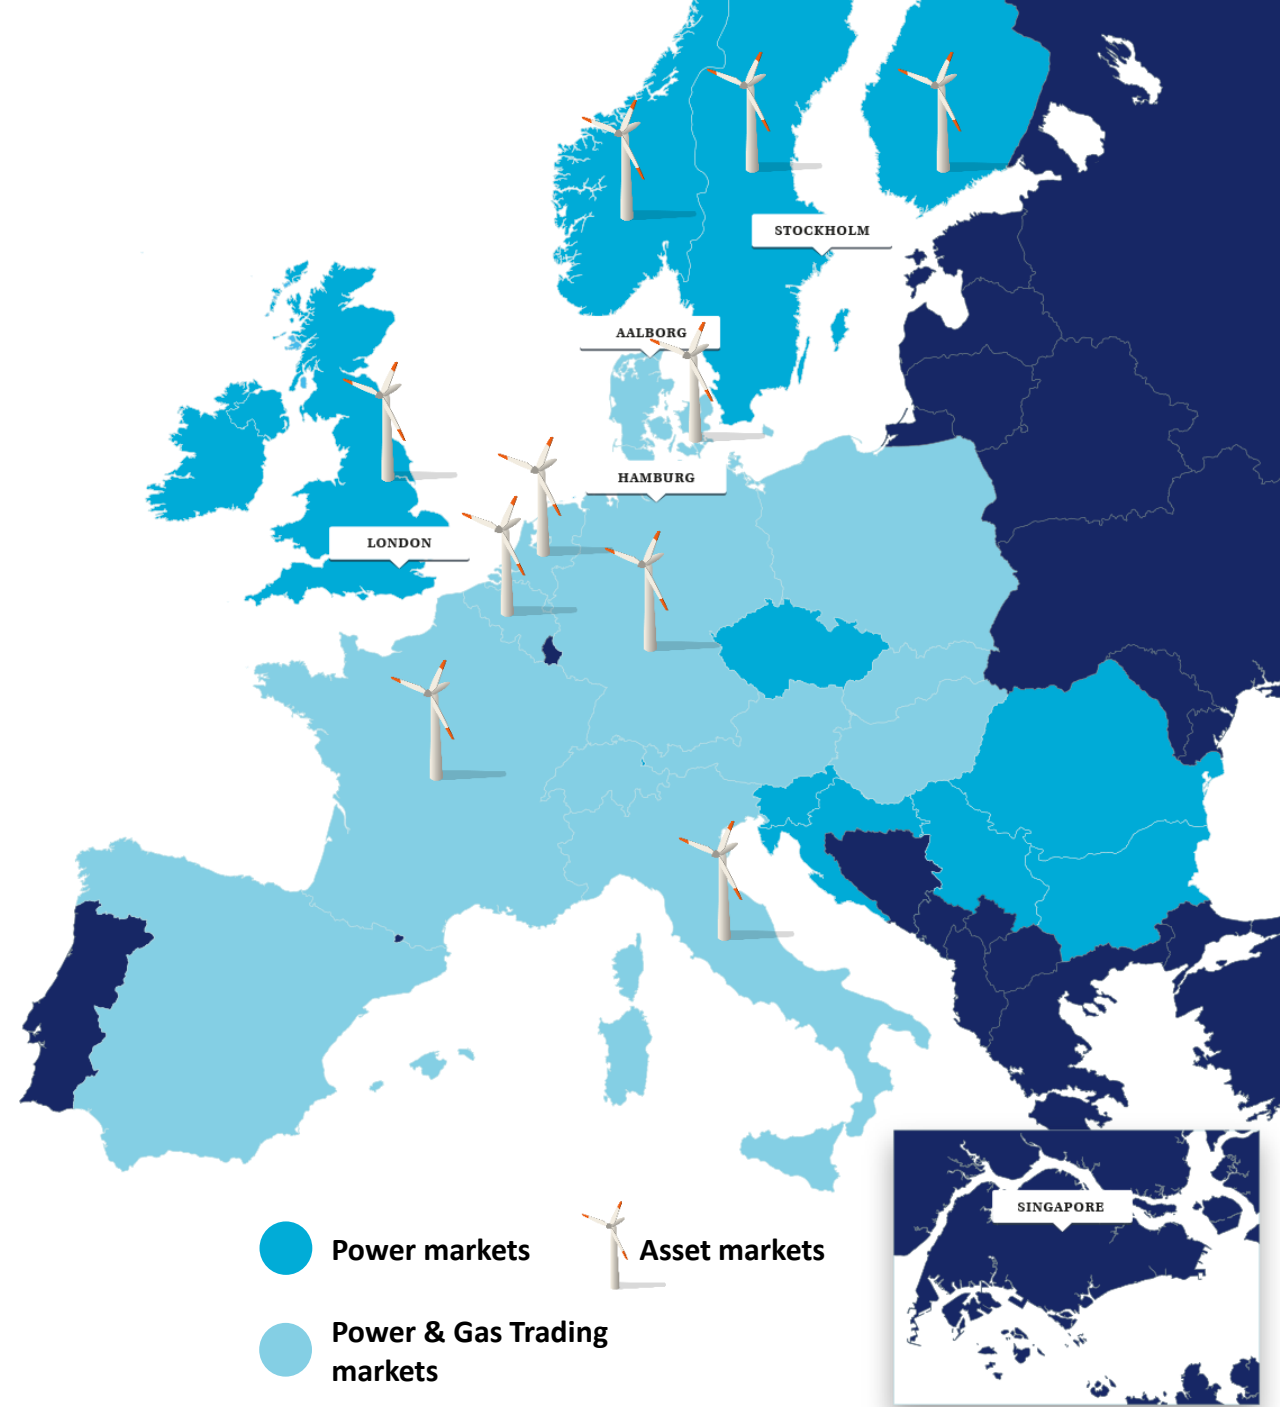 STOCKHOLM
AALBORG
HAMBURG
LONDON
SINGAPORE
Power markets
Asset markets
Power & Gas Trading
markets